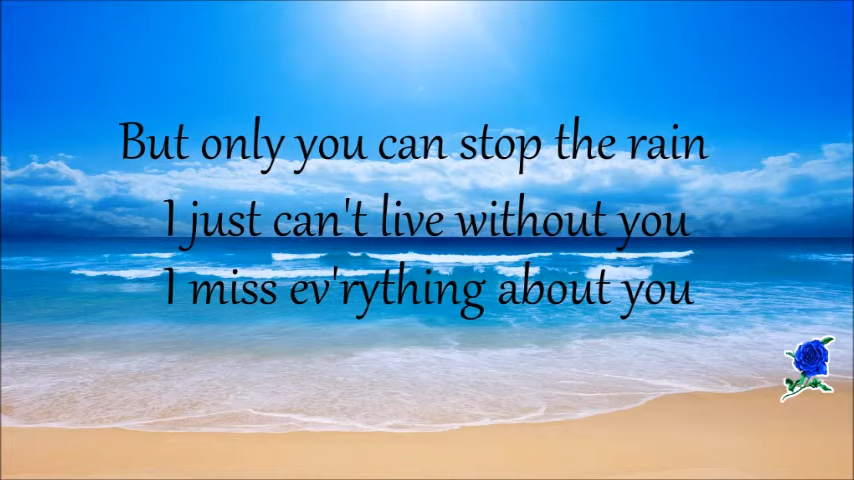 But only you can stop the rain
I just can't live without you
I miss ev'rything about you